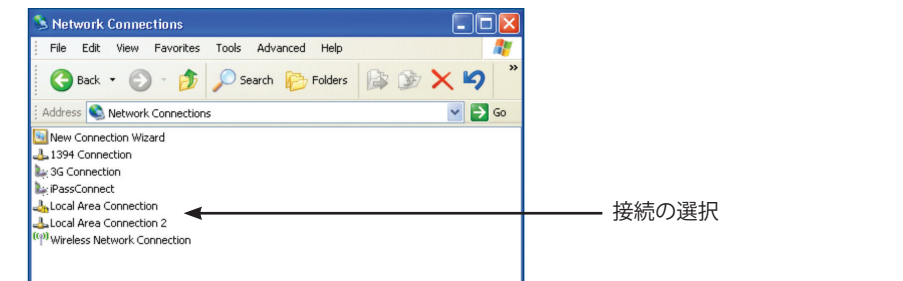 Network Connections
File Edit View Favorites Tools Advanced Help
Back Search Folders »
Address Network Connections Go
New Connection Wizard
1394 Connection
3G Connection
iPassConnect
Local Area Connection
Local Area Connection 2
Wireless Network Connection
接続の選択